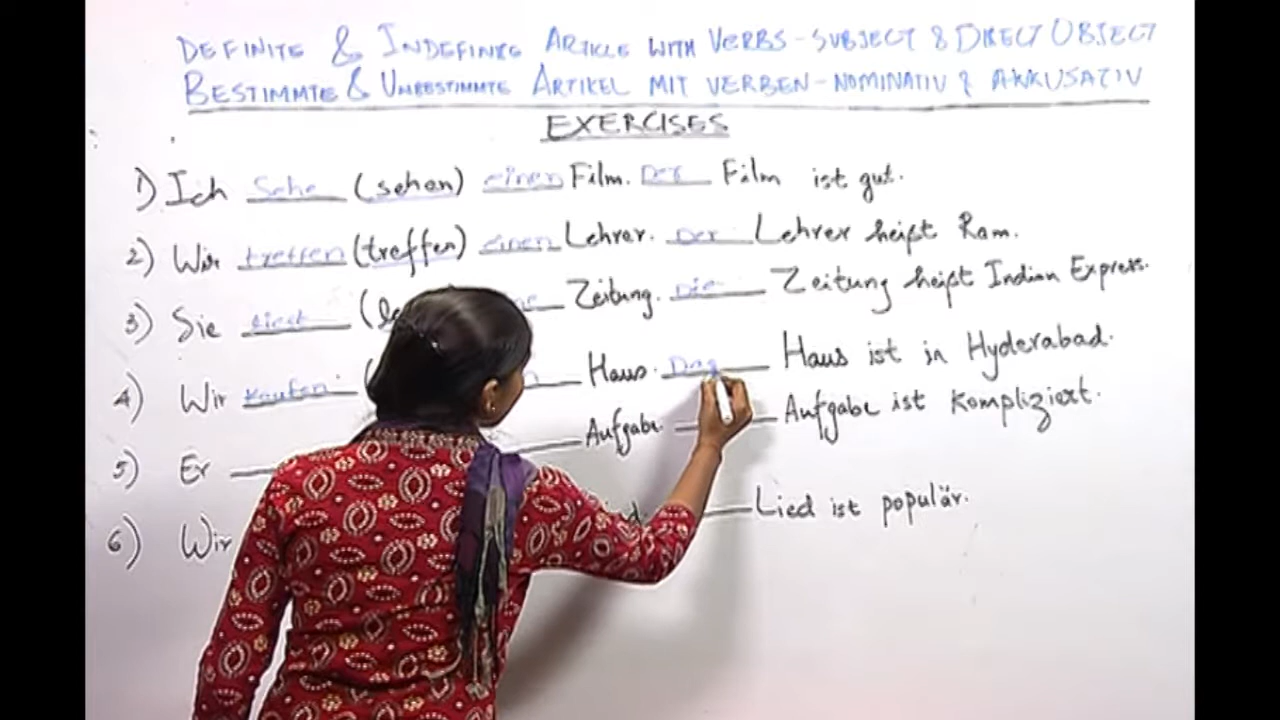 DEFINITE & INDEFINITE ARTICLE WITH VERBS - SUBJECT & DIRECT OBJECT
BESTIMMTE & UNBESTIMMTE ARTIKEL MIT VERBEN - NOMINATIV & AKKUSATIV
EXERCISES
1) Ich Sehe (sehen) einen Film. Der Film ist gut.
2) Wir treffen (treffen) einen Lehrer. Der Lehrer heißt Ram.
3) Sie liest Zeitung. Die Zeitung heißt Indian Express.
4) Wir kaufen Haus. Das Haus ist in Hyderabad.
5) Er Aufgabe. Aufgabe ist kompliziert.
6) Wir Lied ist populär.